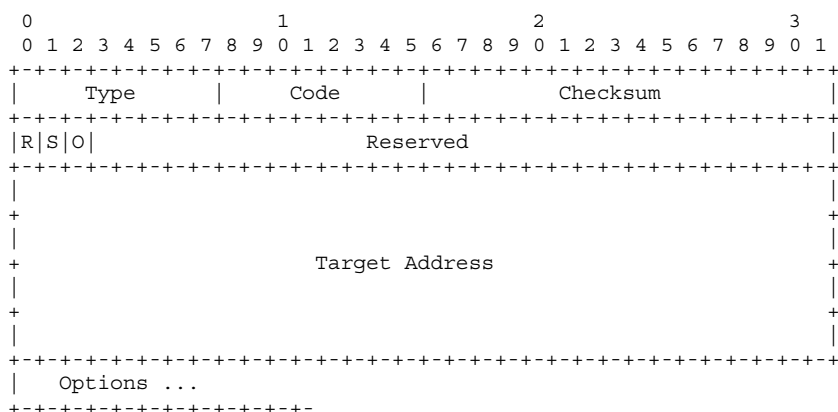 0                   1                   2                   3
0 1 2 3 4 5 6 7 8 9 0 1 2 3 4 5 6 7 8 9 0 1 2 3 4 5 6 7 8 9 0 1
+-+-+-+-+-+-+-+-+-+-+-+-+-+-+-+-+-+-+-+-+-+-+-+-+-+-+-+-+-+-+-+-+
|     Type      |     Code      |          Checksum             |
+-+-+-+-+-+-+-+-+-+-+-+-+-+-+-+-+-+-+-+-+-+-+-+-+-+-+-+-+-+-+-+-+
|R|S|O|                     Reserved                            |
+-+-+-+-+-+-+-+-+-+-+-+-+-+-+-+-+-+-+-+-+-+-+-+-+-+-+-+-+-+-+-+-+
|                                                               |
+                                                               +
|                                                               |
+                       Target Address                          +
|                                                               |
+                                                               +
|                                                               |
+-+-+-+-+-+-+-+-+-+-+-+-+-+-+-+-+-+-+-+-+-+-+-+-+-+-+-+-+-+-+-+-+
|   Options ...
+-+-+-+-+-+-+-+-+-+-+-+-